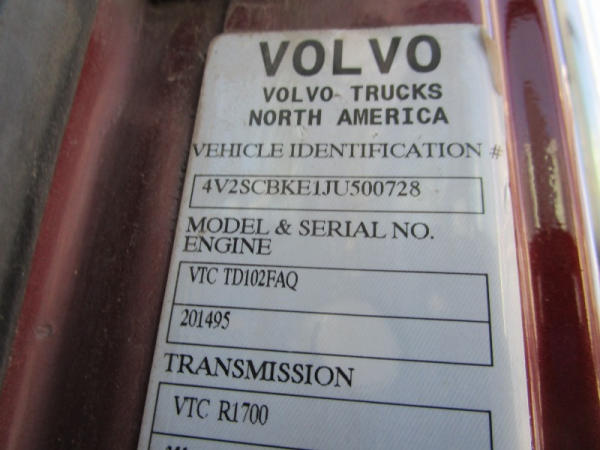 VOLVO
VOLVO TRUCKS
NORTH AMERICA
VEHICLE IDENTIFICATION #
4V2SCBKE1JU500728
MODEL & SERIAL NO.
ENGINE
VTC TD102FAQ
201495
TRANSMISSION
VTC R1700